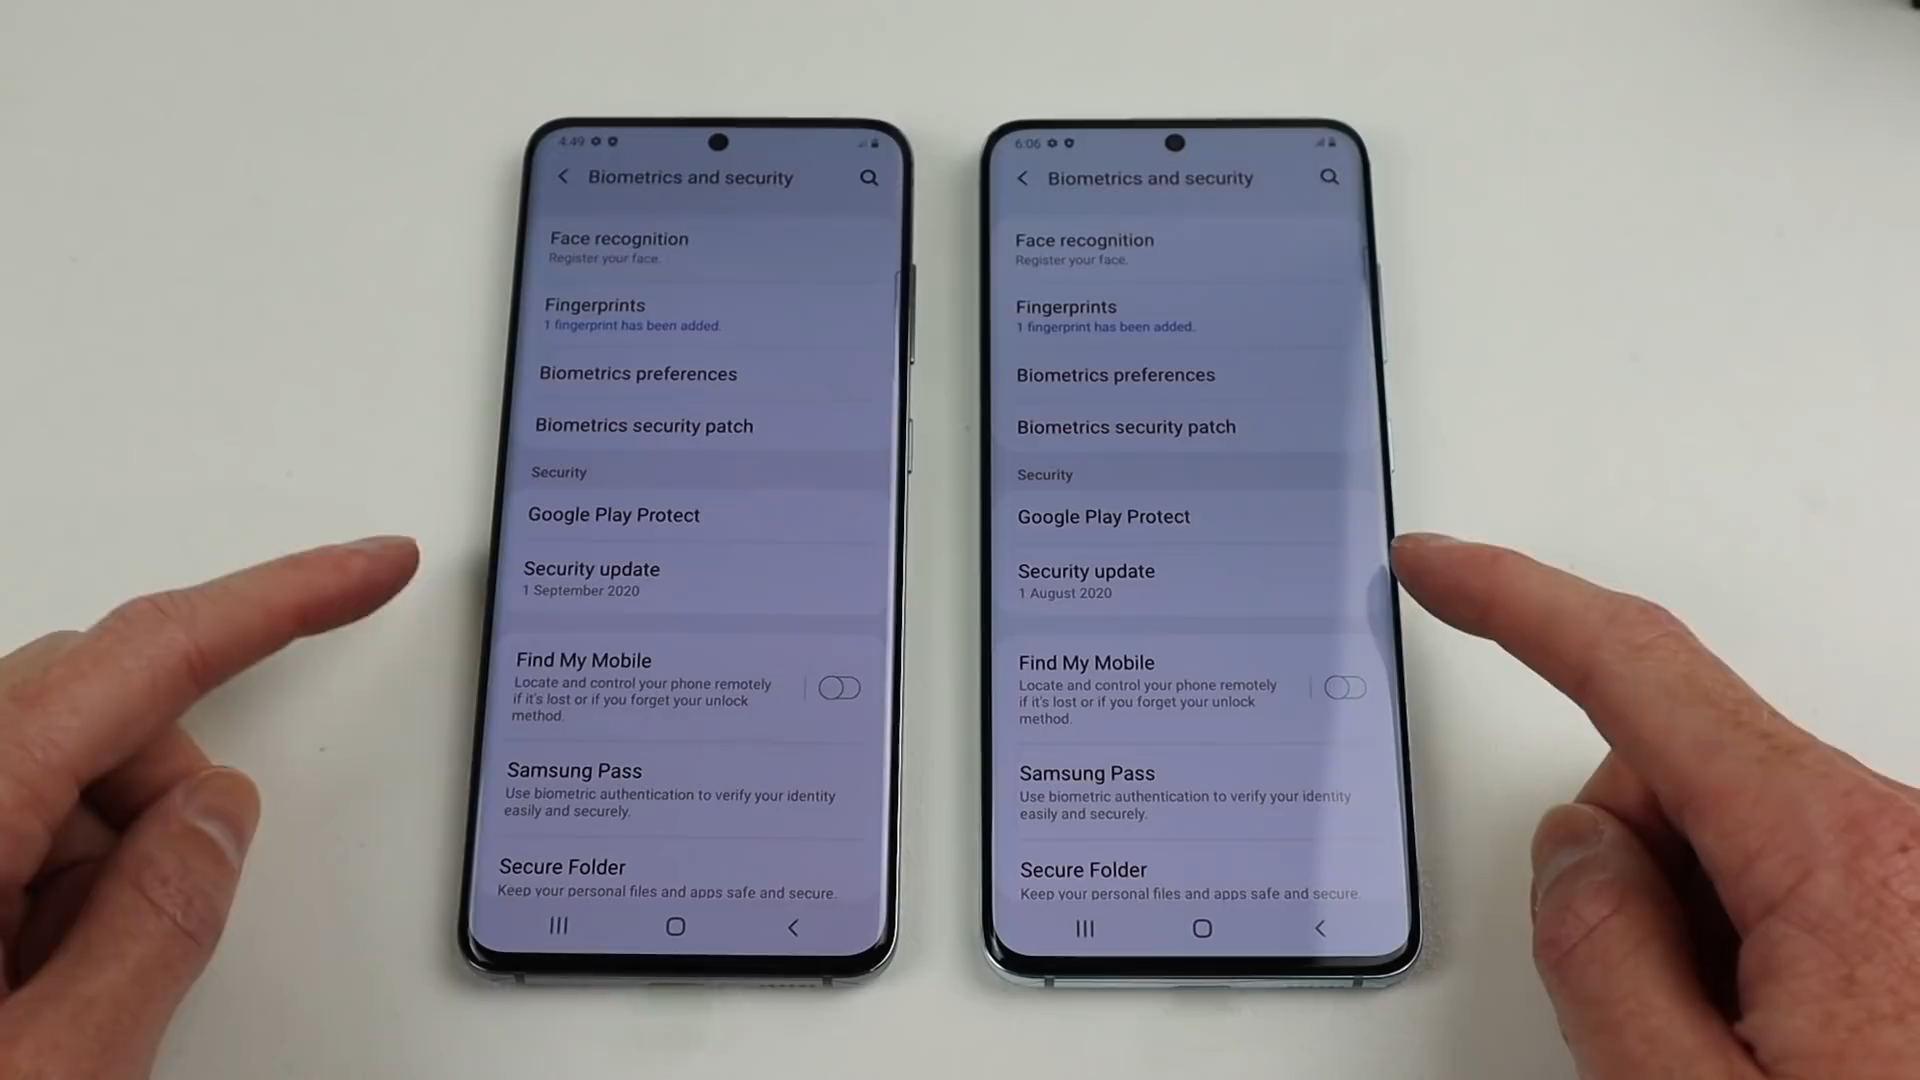 4:49
Biometrics and security
Face recognition
Register your face.
Fingerprints
1 fingerprint has been added.
Biometrics preferences
Biometrics security patch
Security
Google Play Protect
Security update
1 September 2020
Find My Mobile
Locate and control your phone remotely
if it's lost or if you forget your unlock
method.
Samsung Pass
Use biometric authentication to verify your identity
easily and securely.
Secure Folder
Keep your personal files and apps safe and secure.
6:06
Biometrics and security
Face recognition
Register your face.
Fingerprints
1 fingerprint has been added.
Biometrics preferences
Biometrics security patch
Security
Google Play Protect
Security update
1 August 2020
Find My Mobile
Locate and control your phone remotely
if it's lost or if you forget your unlock
method.
Samsung Pass
Use biometric authentication to verify your identity
easily and securely.
Secure Folder
Keep your personal files and apps safe and secure.